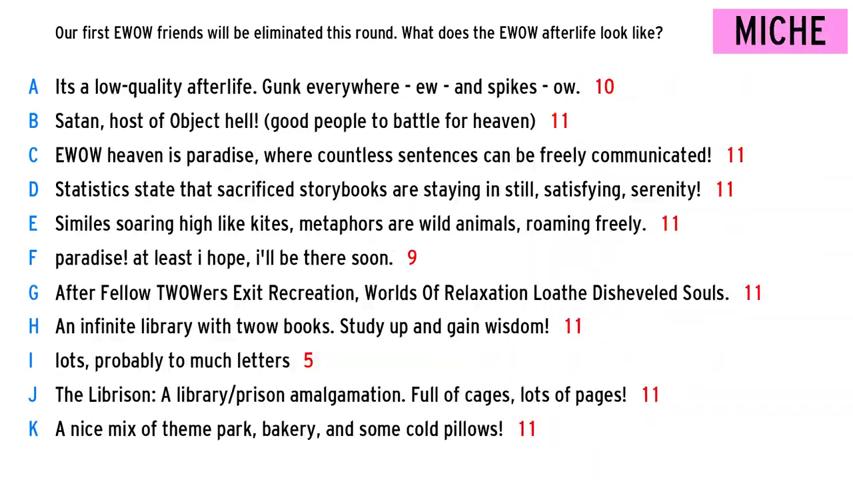 Our first EWOW friends will be eliminated this round. What does the EWOW afterlife look like?
MICHE
A Its a low-quality afterlife. Gunk everywhere - ew - and spikes - ow. 10
B Satan, host of Object hell! (good people to battle for heaven) 11
C EWOW heaven is paradise, where countless sentences can be freely communicated! 11
D Statistics state that sacrificed storybooks are staying in still, satisfying, serenity! 11
E Similes soaring high like kites, metaphors are wild animals, roaming freely. 11
F paradise! at least i hope, i'll be there soon. 9
G After Fellow TWOWers Exit Recreation, Worlds Of Relaxation Loathe Disheveled Souls. 11
H An infinite library with twow books. Study up and gain wisdom! 11
I lots, probably to much letters 5
J The Librison: A library/prison amalgamation. Full of cages, lots of pages! 11
K A nice mix of theme park, bakery, and some cold pillows! 11